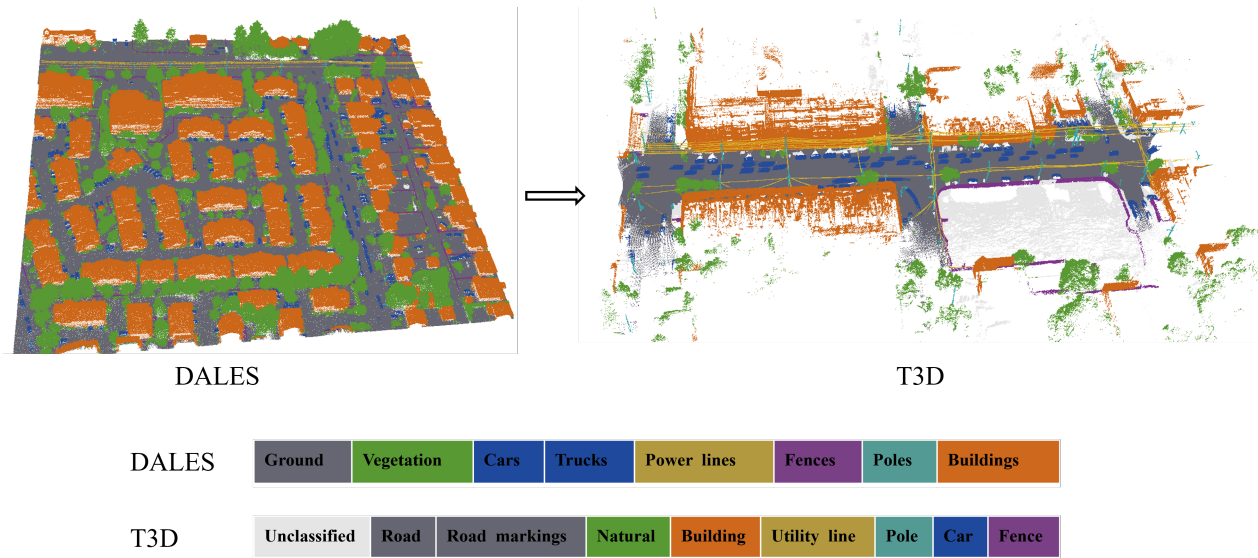 DALES
T3D
DALES Ground Vegetation Cars Trucks Power lines Fences Poles Buildings
T3D Unclassified Road Road markings Natural Building Utility line Pole Car Fence